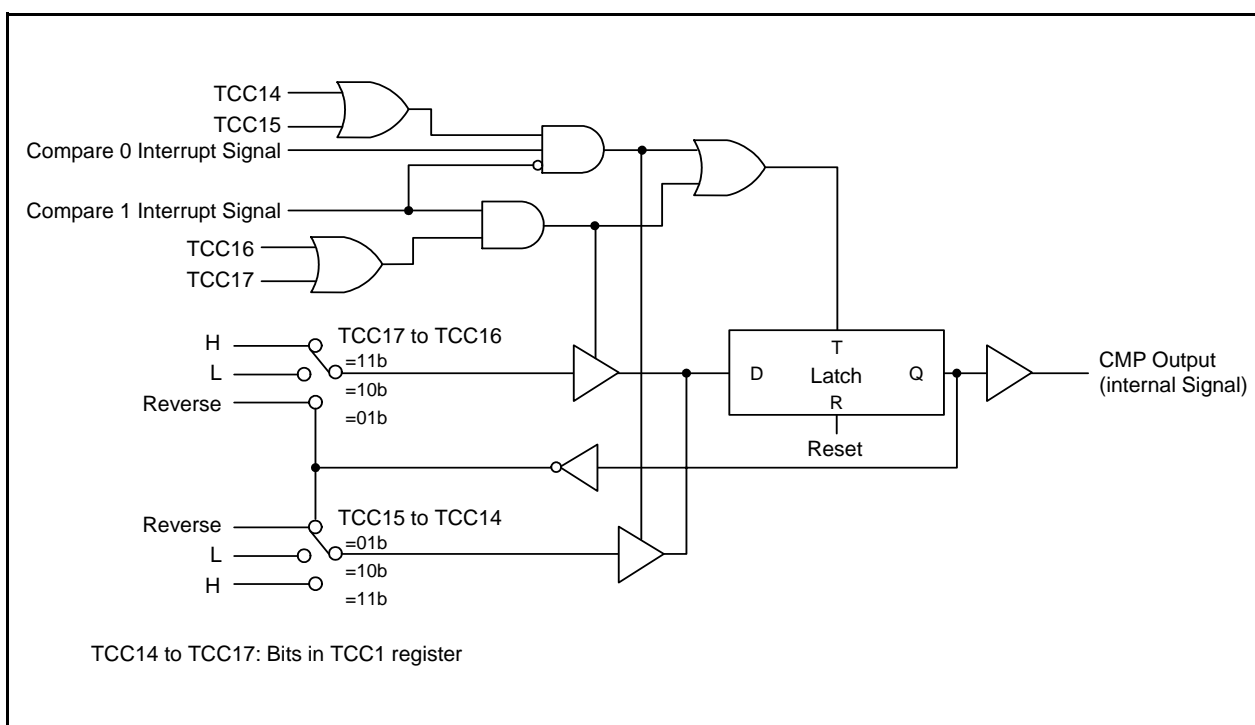 TCC14
TCC15
Compare 0 Interrupt Signal
Compare 1 Interrupt Signal
TCC16
TCC17
H
L
Reverse
TCC17 to TCC16
=11b
=10b
=01b
T
D
Latch
Q
R
Reset
CMP Output
(internal Signal)
Reverse
L
H
TCC15 to TCC14
=01b
=10b
=11b
TCC14 to TCC17: Bits in TCC1 register